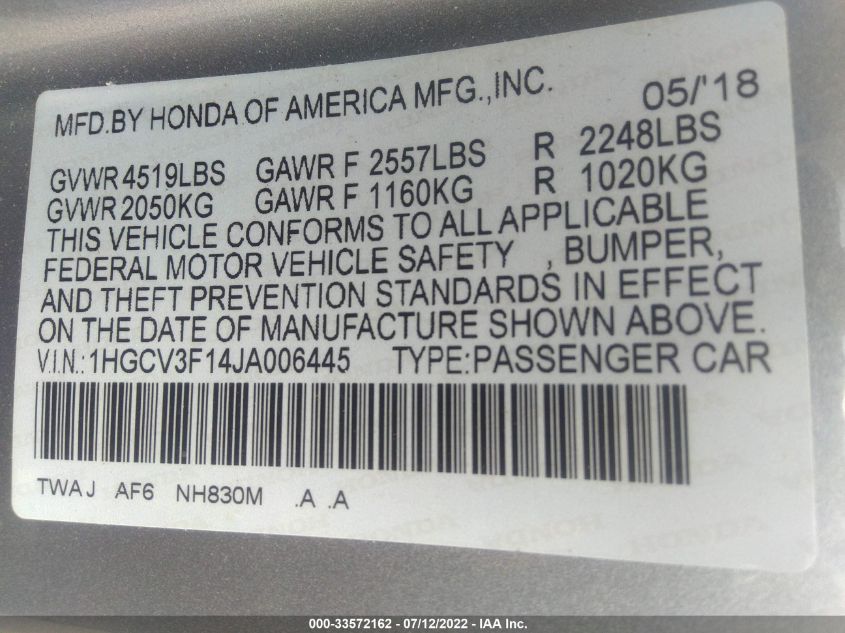 MFD.BY HONDA OF AMERICA MFG.,INC. 05/'18
GVWR 4519LBS GAWR F 2557LBS R 2248LBS
GVWR 2050KG GAWR F 1160KG R 1020KG
THIS VEHICLE CONFORMS TO ALL APPLICABLE
FEDERAL MOTOR VEHICLE SAFETY , BUMPER,
AND THEFT PREVENTION STANDARDS IN EFFECT
ON THE DATE OF MANUFACTURE SHOWN ABOVE.
V.I.N.: 1HGCV3F14JA006445 TYPE:PASSENGER CAR
TWAJ AF6 NH830M .A .A
000-33572162 - 07/12/2022 - IAA Inc.